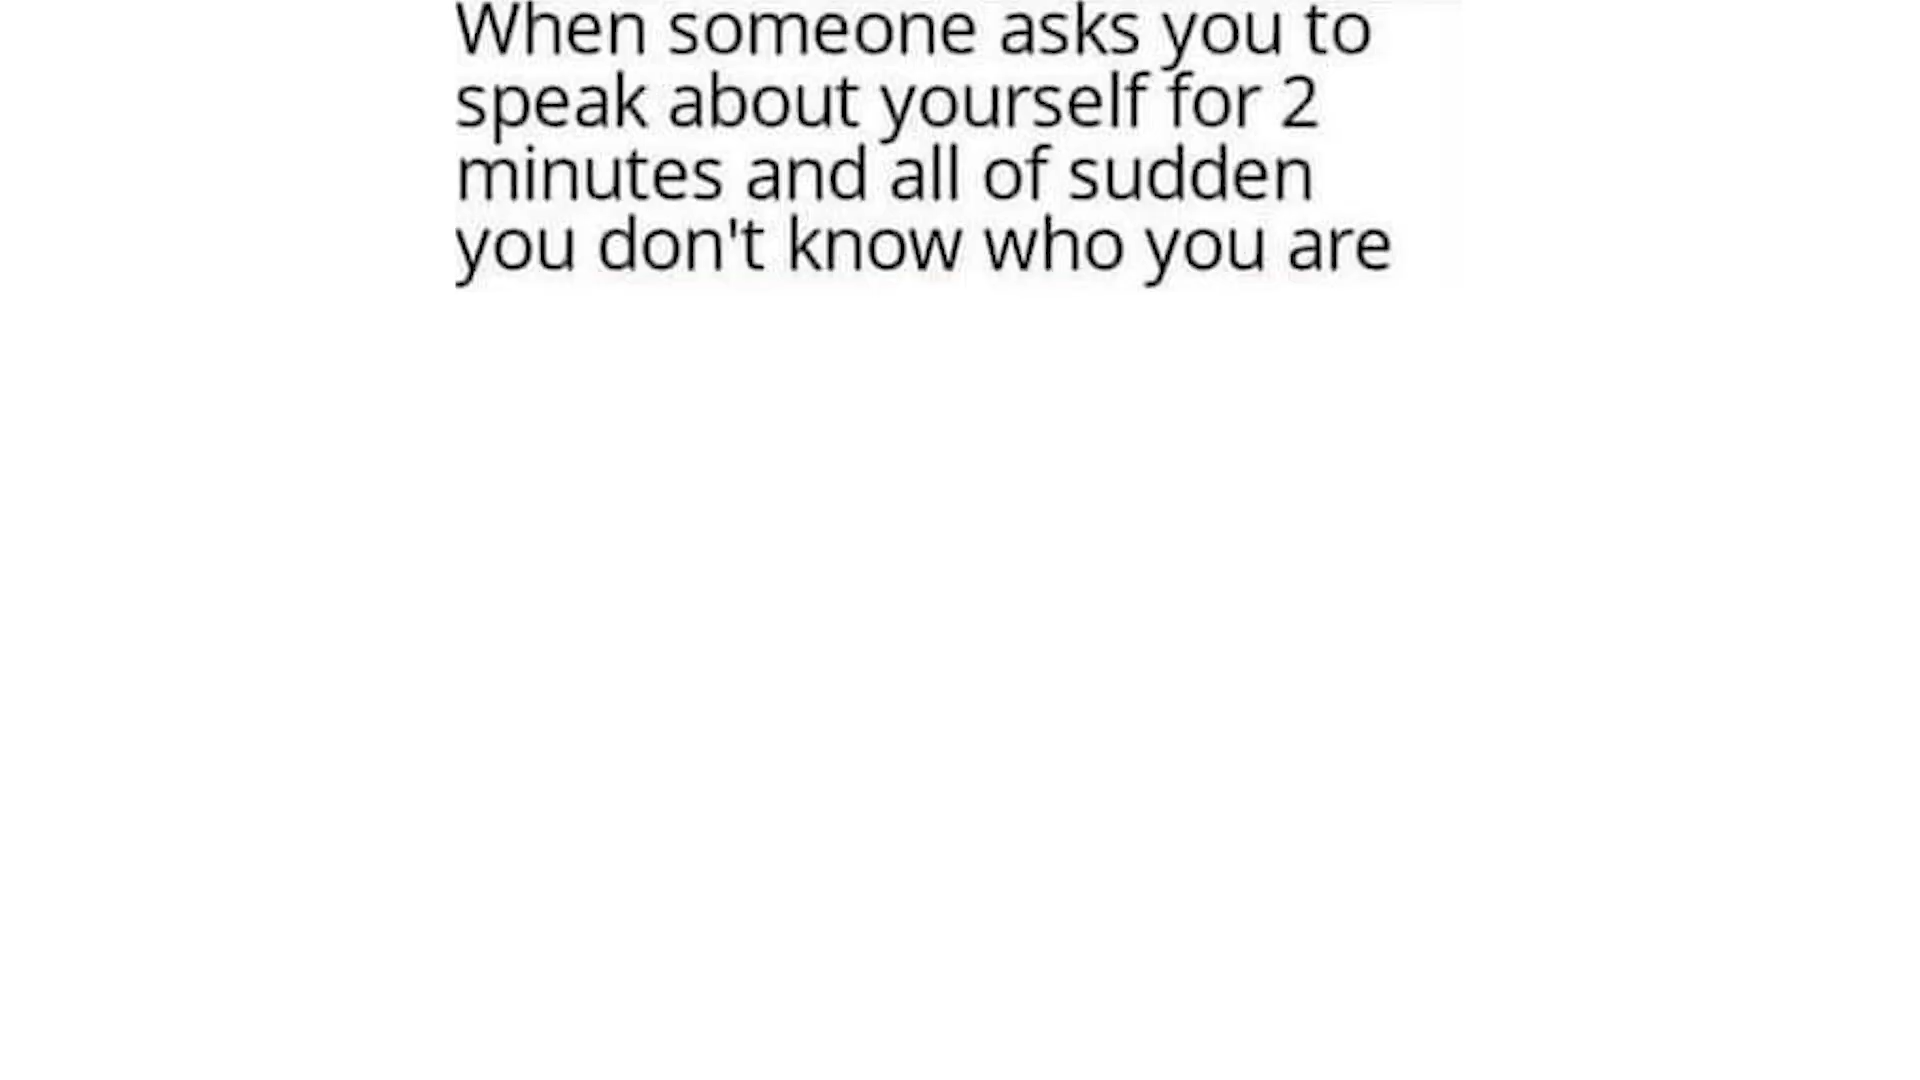 When someone asks you to
speak about yourself for 2
minutes and all of sudden
you don't know who you are